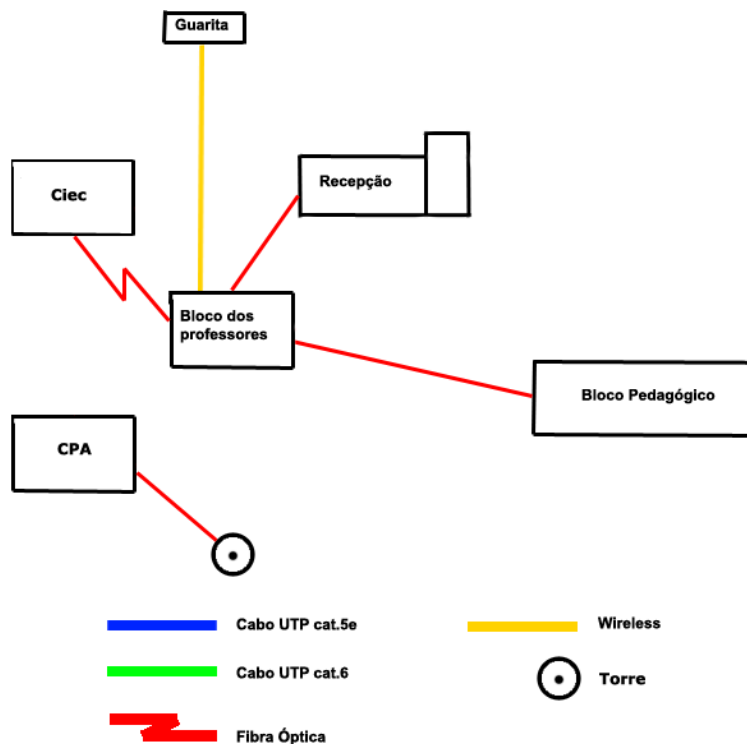 Guarita
Ciec
Recepção
Bloco dos
professores
Bloco Pedagógico
CPA
Cabo UTP cat.5e
Wireless
Cabo UTP cat.6
Torre
Fibra Óptica